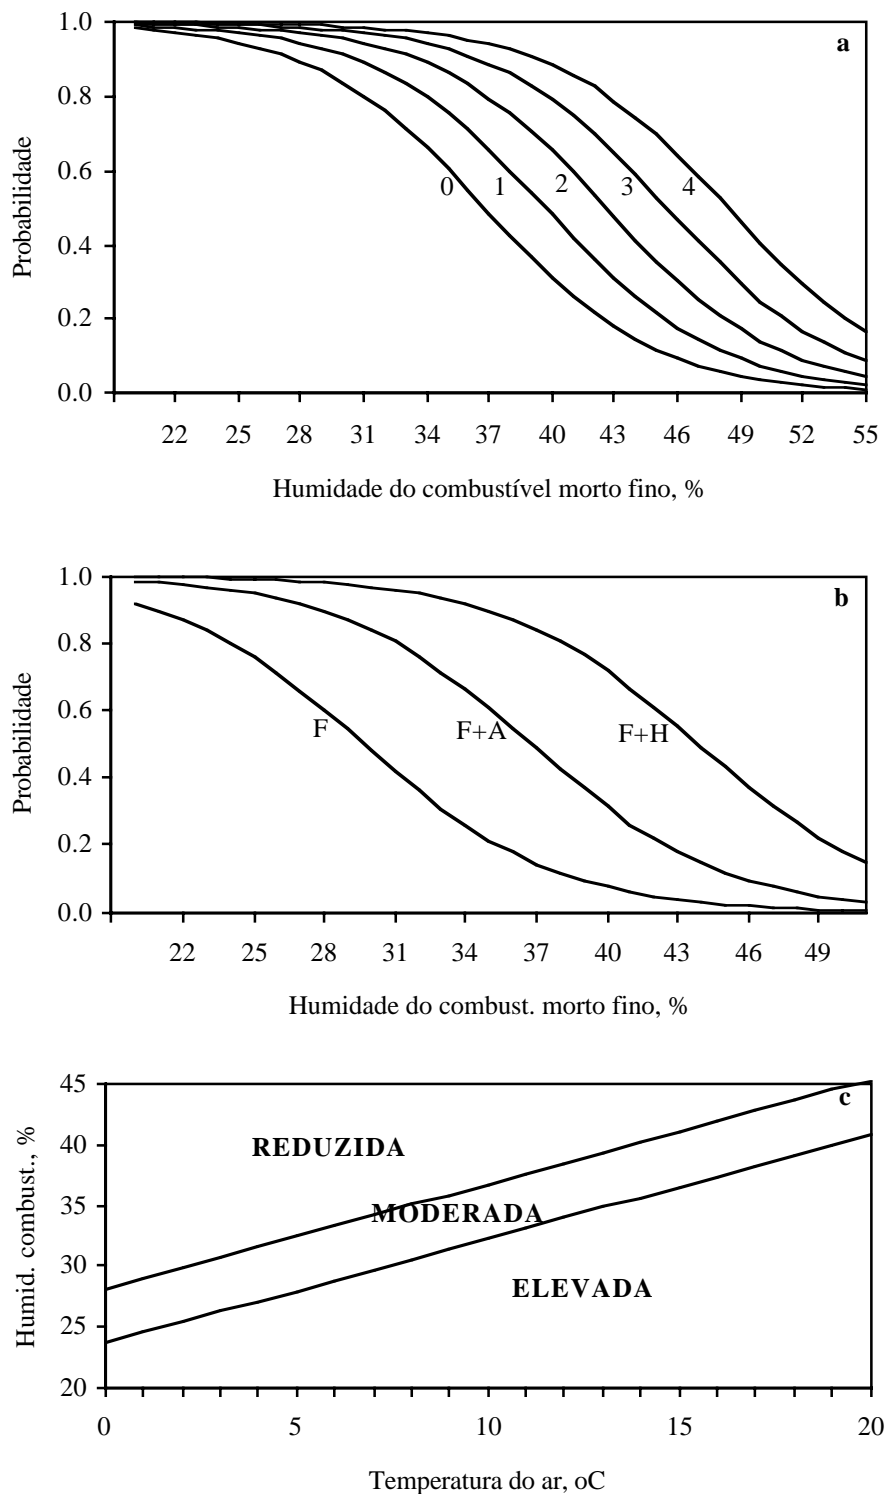 a
1.0
0.8
0.6
0.4
0.2
0.0
Probabilidade
0 1 2 3 4
22 25 28 31 34 37 40 43 46 49 52 55
Humidade do combustível morto fino, %
b
1.0
0.8
0.6
0.4
0.2
0.0
Probabilidade
F F+A F+H
22 25 28 31 34 37 40 43 46 49
Humidade do combust. morto fino, %
c
45
40
35
30
25
20
Humid. combust., %
REDUZIDA
MODERADA
ELEVADA
0 5 10 15 20
Temperatura do ar, oC